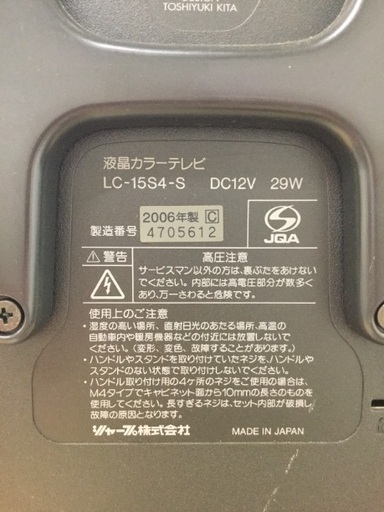 TOSHIYUKI KITA
液晶カラーテレビ
LC-15S4-S DC12V 29W
2006年製 C
製造番号 4705612
JQA
警告 高圧注意
サービスマン以外の方は、裏ぶたをあけない
でください。内部には高電圧部分が数多く
あり、万一さわると危険です。
使用上のご注意
・湿度の高い場所、直射日光のあたる場所、高温の
自動車内や暖房機器などの付近には放置しない
でください。(変形、変色、故障することがあります。)
・ハンドルやスタンドを取り付けていたネジを、ハンドルや
スタンドのない状態で取り付けしないでください。
・ハンドル取り付け用の4ヶ所のネジをご使用の場合は、
M4タイプでキャビネット面から10mmの長さのものを使
用してください。長すぎるネジは、セット内部が破損し
故障の原因となります。
シャープ株式会社 MADE IN JAPAN